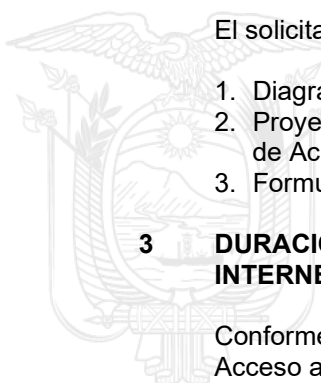 El solicita
1. Diagra
2. Proye
de Ac
3. Formu
3 DURACI
INTERNE
Conforme
Acceso a